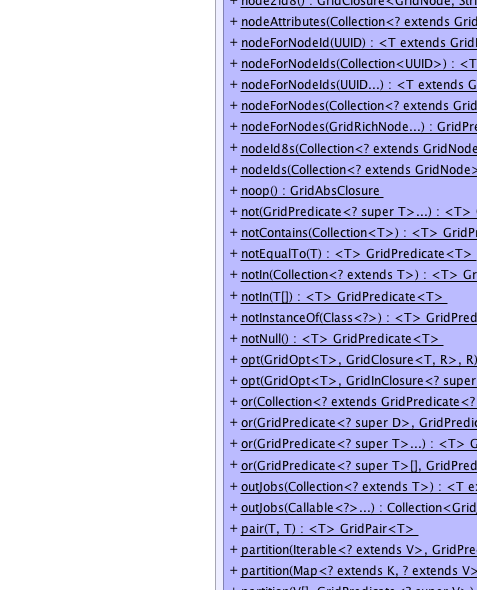 node2id8() : GridClosure<GridNode, Stri
+ nodeAttributes(Collection<? extends Grid
+ nodeForNodeId(UUID) : <T extends Grid
+ nodeForNodeIds(Collection<UUID>) : <T
+ nodeForNodeIds(UUID...) : <T extends G
+ nodeForNodes(Collection<? extends Grid
+ nodeForNodes(GridRichNode...) : GridPre
+ nodeId8s(Collection<? extends GridNode
+ nodeIds(Collection<? extends GridNode>
+ noop() : GridAbsClosure
+ not(GridPredicate<? super T>...) : <T>
+ notContains(Collection<T>) : <T> GridPr
+ notEqualTo(T) : <T> GridPredicate<T>
+ notIn(Collection<? extends T>) : <T> Gr
+ notIn(T[]) : <T> GridPredicate<T>
+ notInstanceOf(Class<?>) : <T> GridPred
+ notNull() : <T> GridPredicate<T>
+ opt(GridOpt<T>, GridClosure<T, R>, R)
+ opt(GridOpt<T>, GridInClosure<? super
+ or(Collection<? extends GridPredicate<?
+ or(GridPredicate<? super D>, GridPredic
+ or(GridPredicate<? super T>...) : <T> G
+ or(GridPredicate<? super T>[], GridPred
+ outJobs(Collection<? extends T>) : <T ex
+ outJobs(Callable<?>...) : Collection<Grid
+ pair(T, T) : <T> GridPair<T>
+ partition(Iterable<? extends V>, GridPre
+ partition(Map<? extends K, ? extends V>